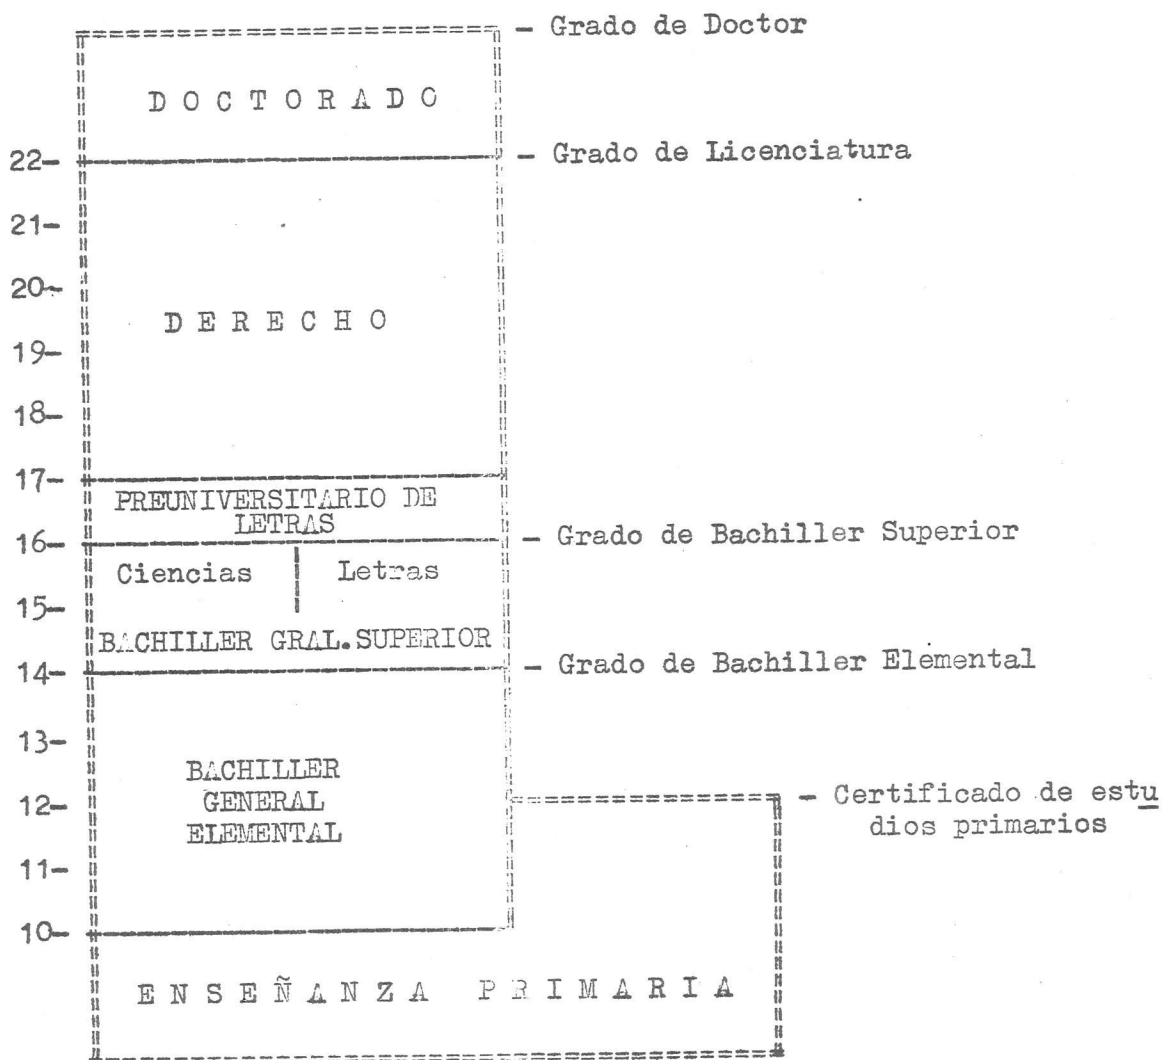 - Grado de Doctor
DOCTORADO
22- - Grado de Licenciatura
21-
20-
DERECHO
19-
18-
17-
PREUNIVERSITARIO DE
LETRAS
16- - Grado de Bachiller Superior
Ciencias Letras
15-
BACHILLER GRAL.SUPERIOR
14- - Grado de Bachiller Elemental
13-
BACHILLER
12- GENERAL - Certificado de estu
ELEMENTAL dios primarios
11-
10-
ENSEÑANZA PRIMARIA